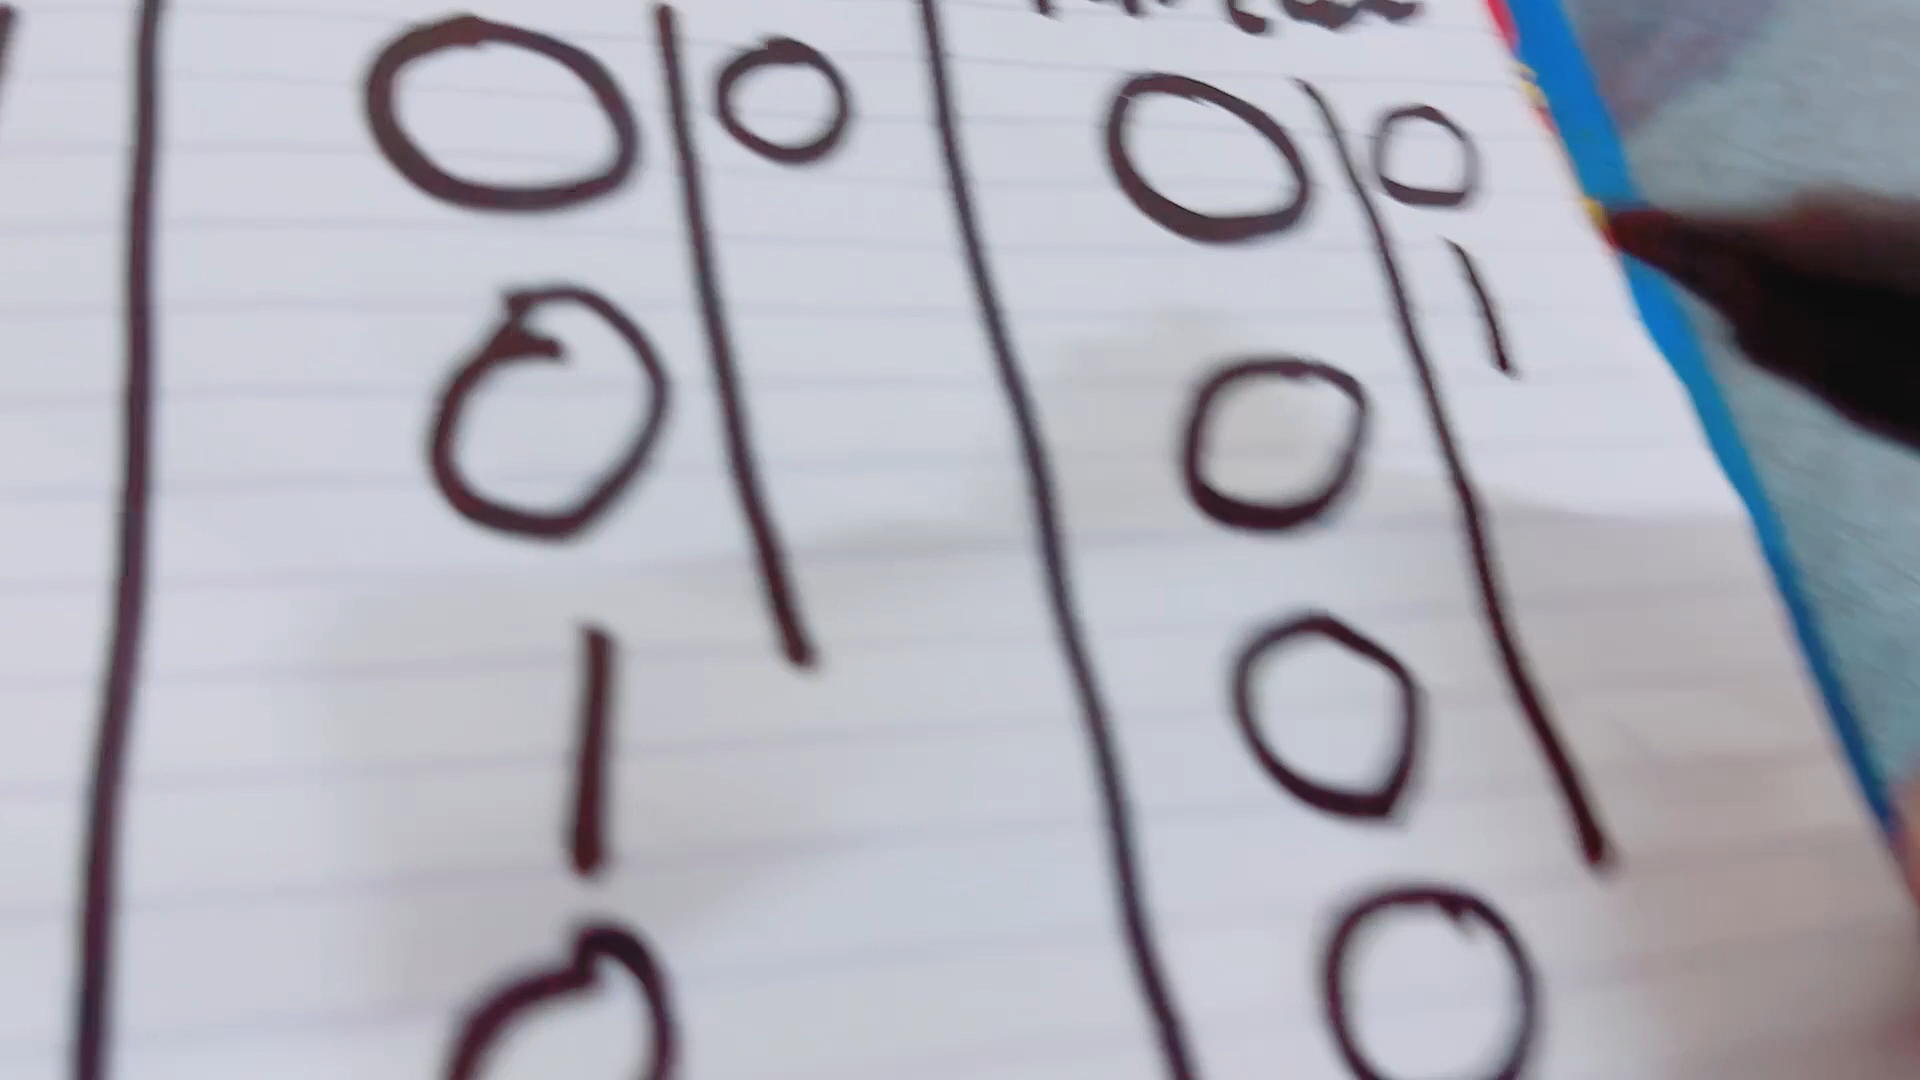 0 | 0 | 0 | 0
0 | | 0 | 1
1 | 0
0 | 0